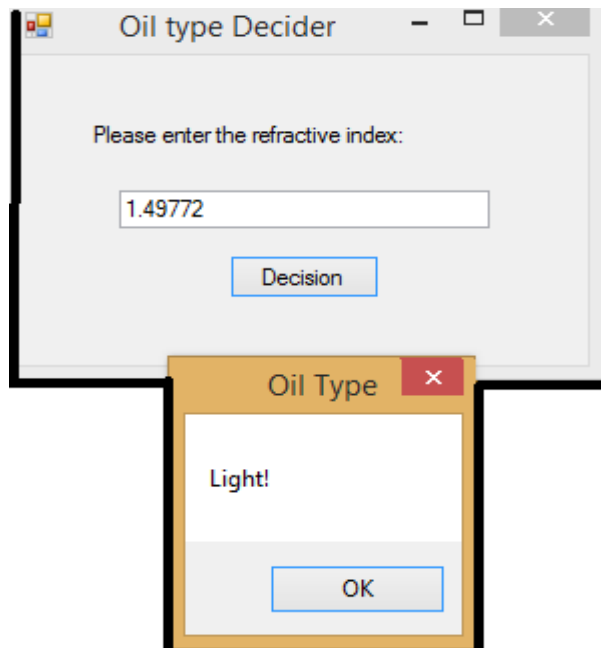 Oil type Decider
Please enter the refractive index:
1.49772
Decision
Oil Type
Light!
OK